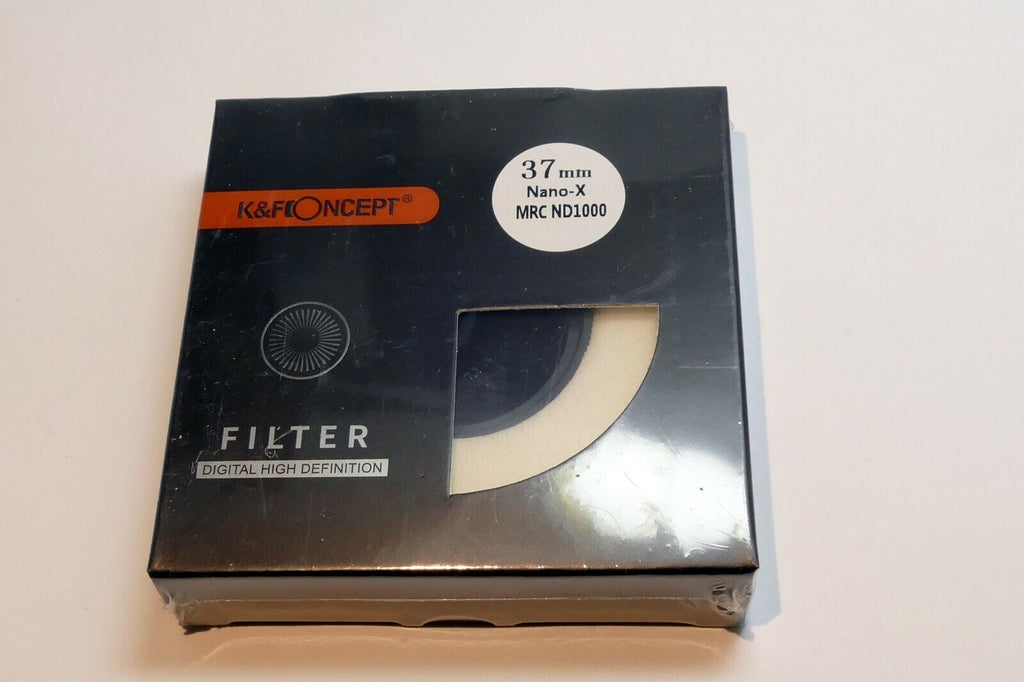 37mm
Nano-X
MRC ND1000
K&F CONCEPT®
FILTER
DIGITAL HIGH DEFINITION